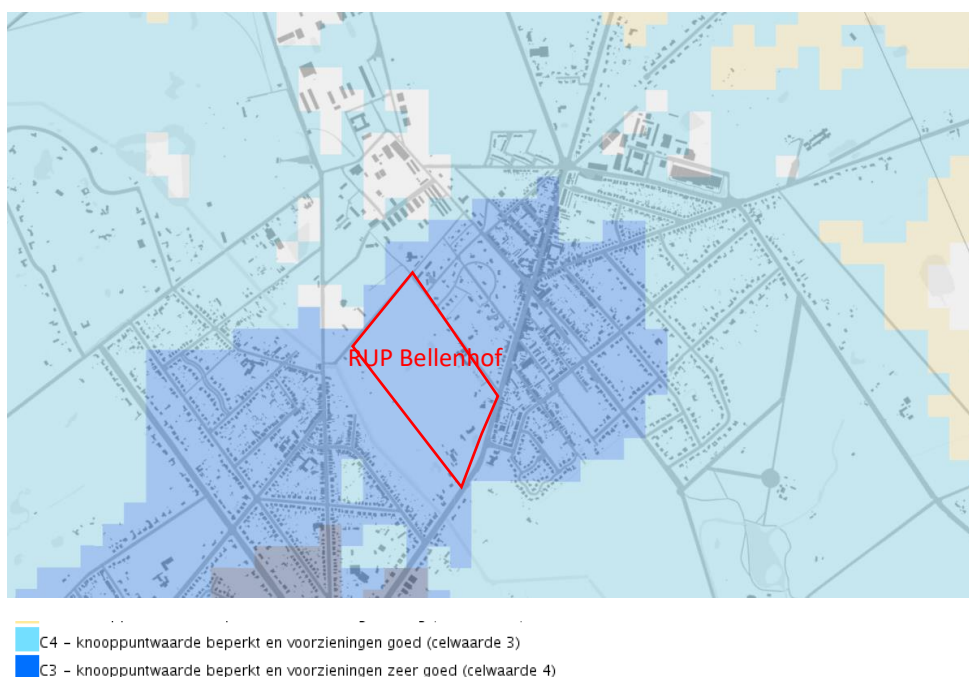 RUP Bellenhof
C4 – knooppuntwaarde beperkt en voorzieningen goed (celwaarde 3)
C3 – knooppuntwaarde beperkt en voorzieningen zeer goed (celwaarde 4)